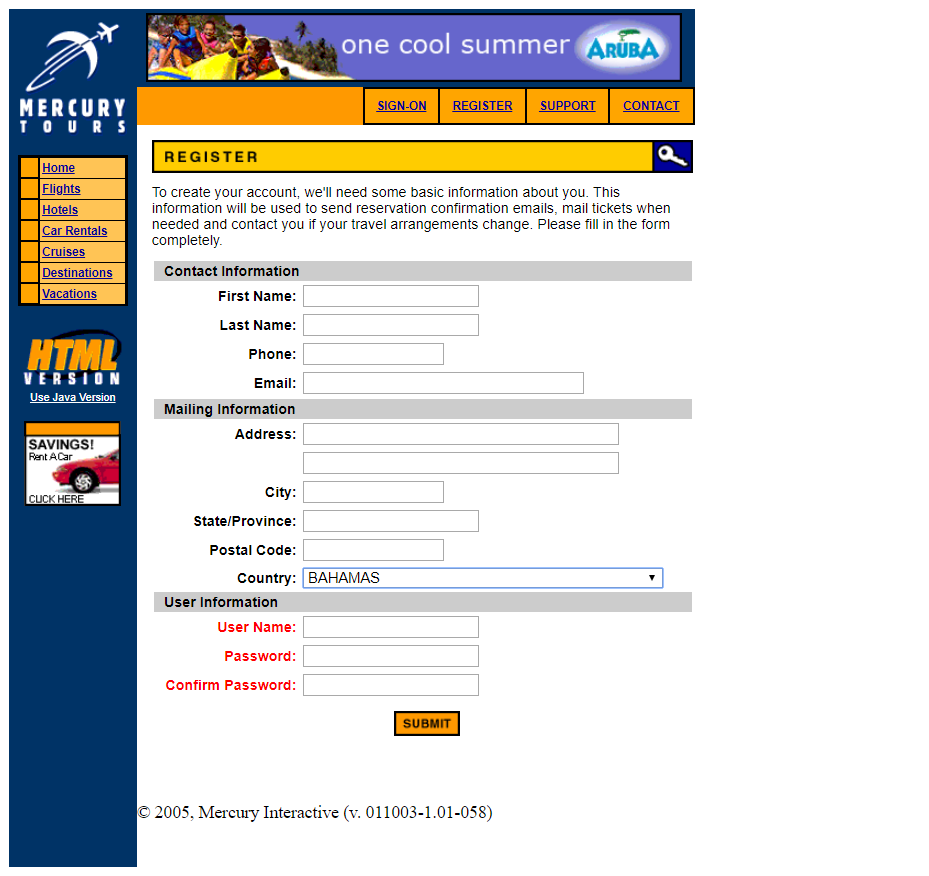 MERCURY
TOURS
one cool summer ARUBA
SIGN-ON REGISTER SUPPORT CONTACT
Home
Flights
Hotels
Car Rentals
Cruises
Destinations
Vacations
HTML
VERSION
Use Java Version
SAVINGS!
Rent A Car
CLICK HERE
REGISTER
To create your account, we'll need some basic information about you. This
information will be used to send reservation confirmation emails, mail tickets when
needed and contact you if your travel arrangements change. Please fill in the form
completely.
Contact Information
First Name:
Last Name:
Phone:
Email:
Mailing Information
Address:
City:
State/Province:
Postal Code:
Country: BAHAMAS
User Information
User Name:
Password:
Confirm Password:
SUBMIT
© 2005, Mercury Interactive (v. 011003-1.01-058)